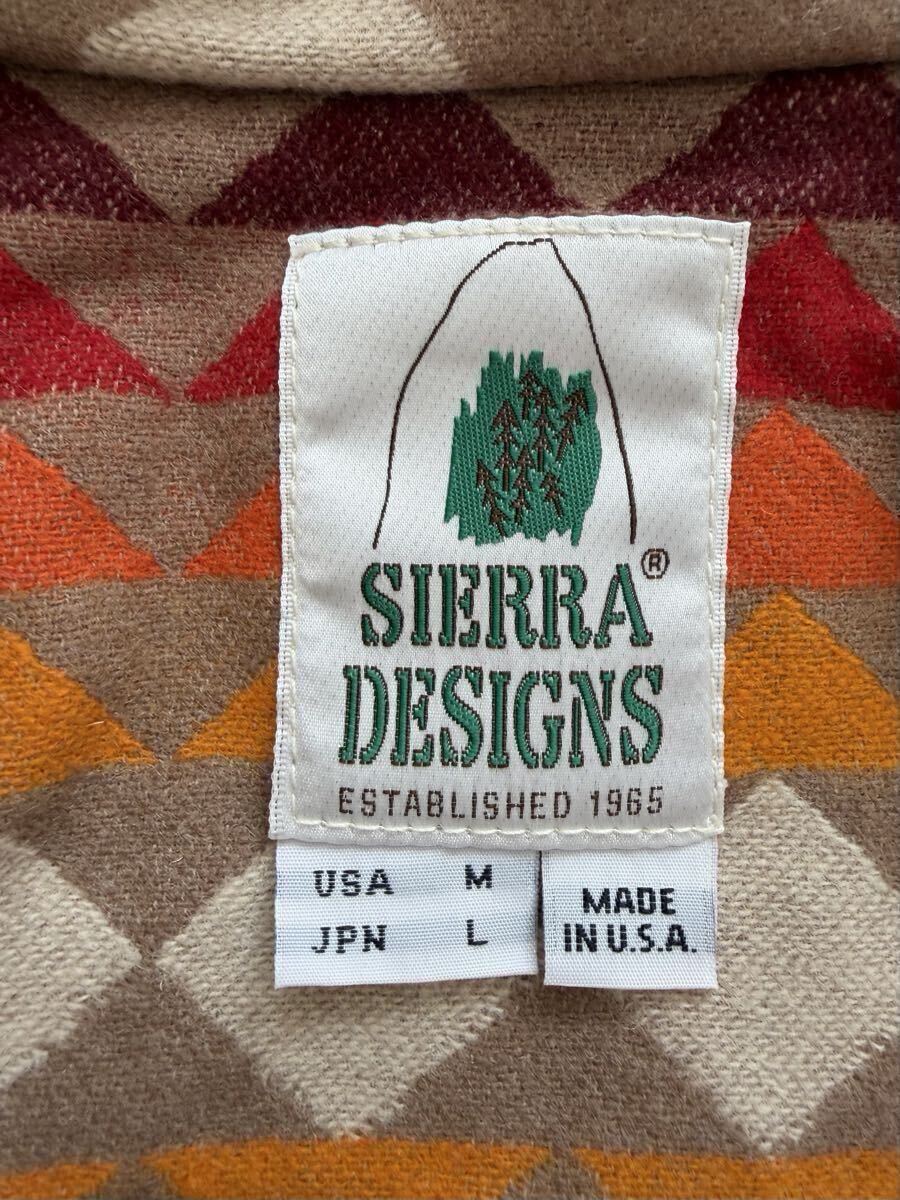 SIERRA®
DESIGNS
ESTABLISHED 1965
USA M
JPN L
MADE
IN U.S.A.